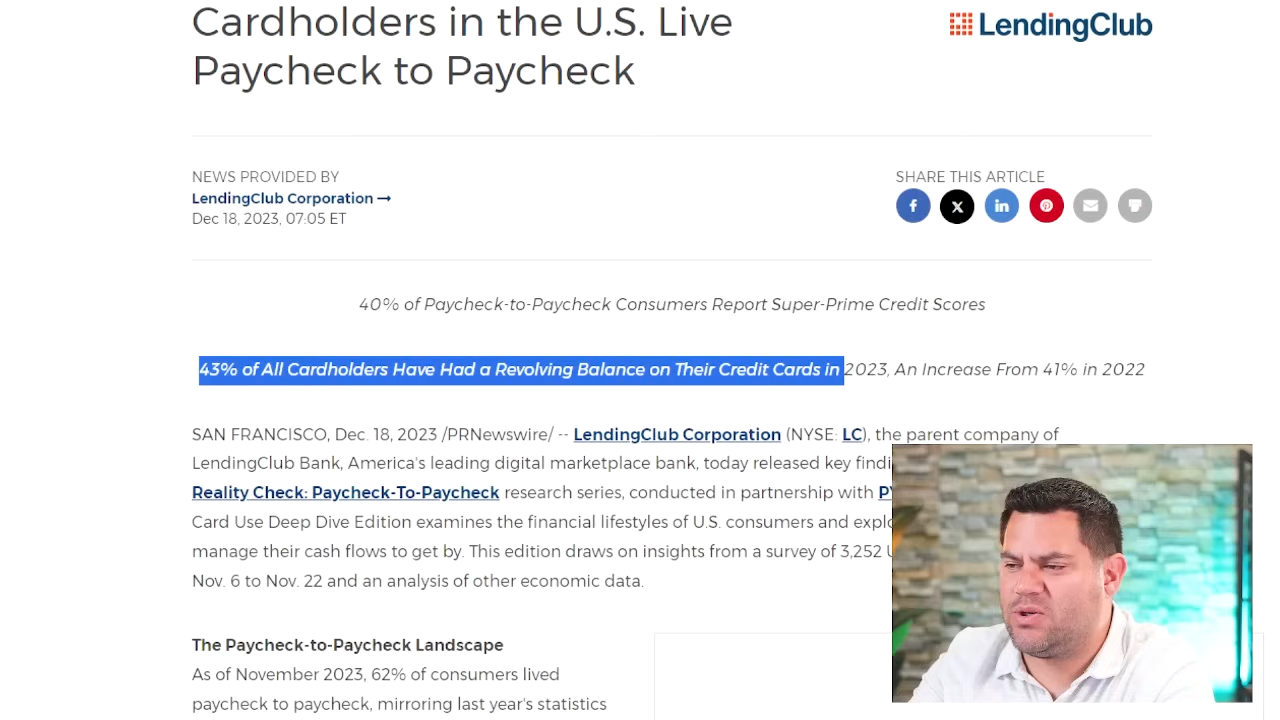 Cardholders in the U.S. Live
Paycheck to Paycheck
LendingClub
NEWS PROVIDED BY
LendingClub Corporation →
Dec 18, 2023, 07:05 ET
SHARE THIS ARTICLE
40% of Paycheck-to-Paycheck Consumers Report Super-Prime Credit Scores
43% of All Cardholders Have Had a Revolving Balance on Their Credit Cards in 2023, An Increase From 41% in 2022
SAN FRANCISCO, Dec. 18, 2023 /PRNewswire/ -- LendingClub Corporation (NYSE: LC), the parent company of
LendingClub Bank, America's leading digital marketplace bank, today released key
Reality Check: Paycheck-To-Paycheck research series, conducted in partnership with
Card Use Deep Dive Edition examines the financial lifestyles of U.S. consumers and
manage their cash flows to get by. This edition draws on insights from a survey of 3,252
Nov. 6 to Nov. 22 and an analysis of other economic data.
The Paycheck-to-Paycheck Landscape
As of November 2023, 62% of consumers lived
paycheck to paycheck, mirroring last year's statistics